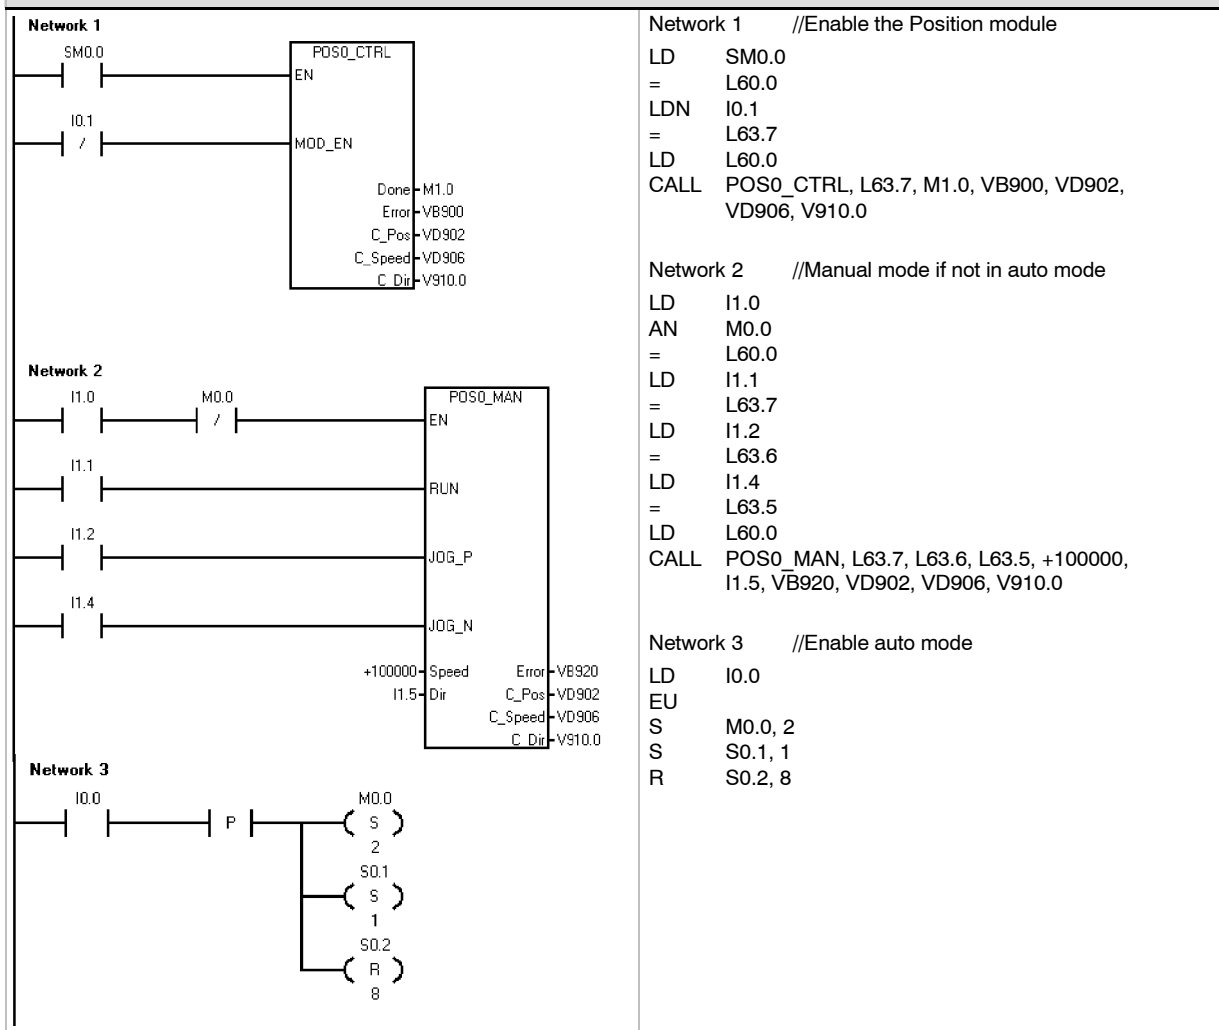 Network 1
SM0.0
POS0_CTRL
EN
I0.1
/
MOD_EN
Done M1.0
Error VB900
C_Pos VD902
C_Speed VD906
C_Dir V910.0
Network 2
I1.0 M0.0
POS0_MAN
/
EN
I1.1
RUN
I1.2
JOG_P
I1.4
JOG_N
+100000 Speed Error VB920
I1.5 Dir C_Pos VD902
C_Speed VD906
C_Dir V910.0
Network 3
I0.0 M0.0
P S
2
S0.1
S
1
S0.2
R
8
Network 1 //Enable the Position module
LD SM0.0
= L60.0
LDN I0.1
= L63.7
LD L60.0
CALL POS0_CTRL, L63.7, M1.0, VB900, VD902,
VD906, V910.0
Network 2 //Manual mode if not in auto mode
LD I1.0
AN M0.0
= L60.0
LD I1.1
= L63.7
LD I1.2
= L63.6
LD I1.4
= L63.5
LD L60.0
CALL POS0_MAN, L63.7, L63.6, L63.5, +100000,
I1.5, VB920, VD902, VD906, V910.0
Network 3 //Enable auto mode
LD I0.0
EU
S M0.0, 2
S S0.1, 1
R S0.2, 8